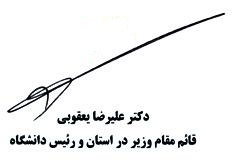 دکتر علیرضا یعقوبی
قائم مقام وزیر در استان و رئیس دانشگاه